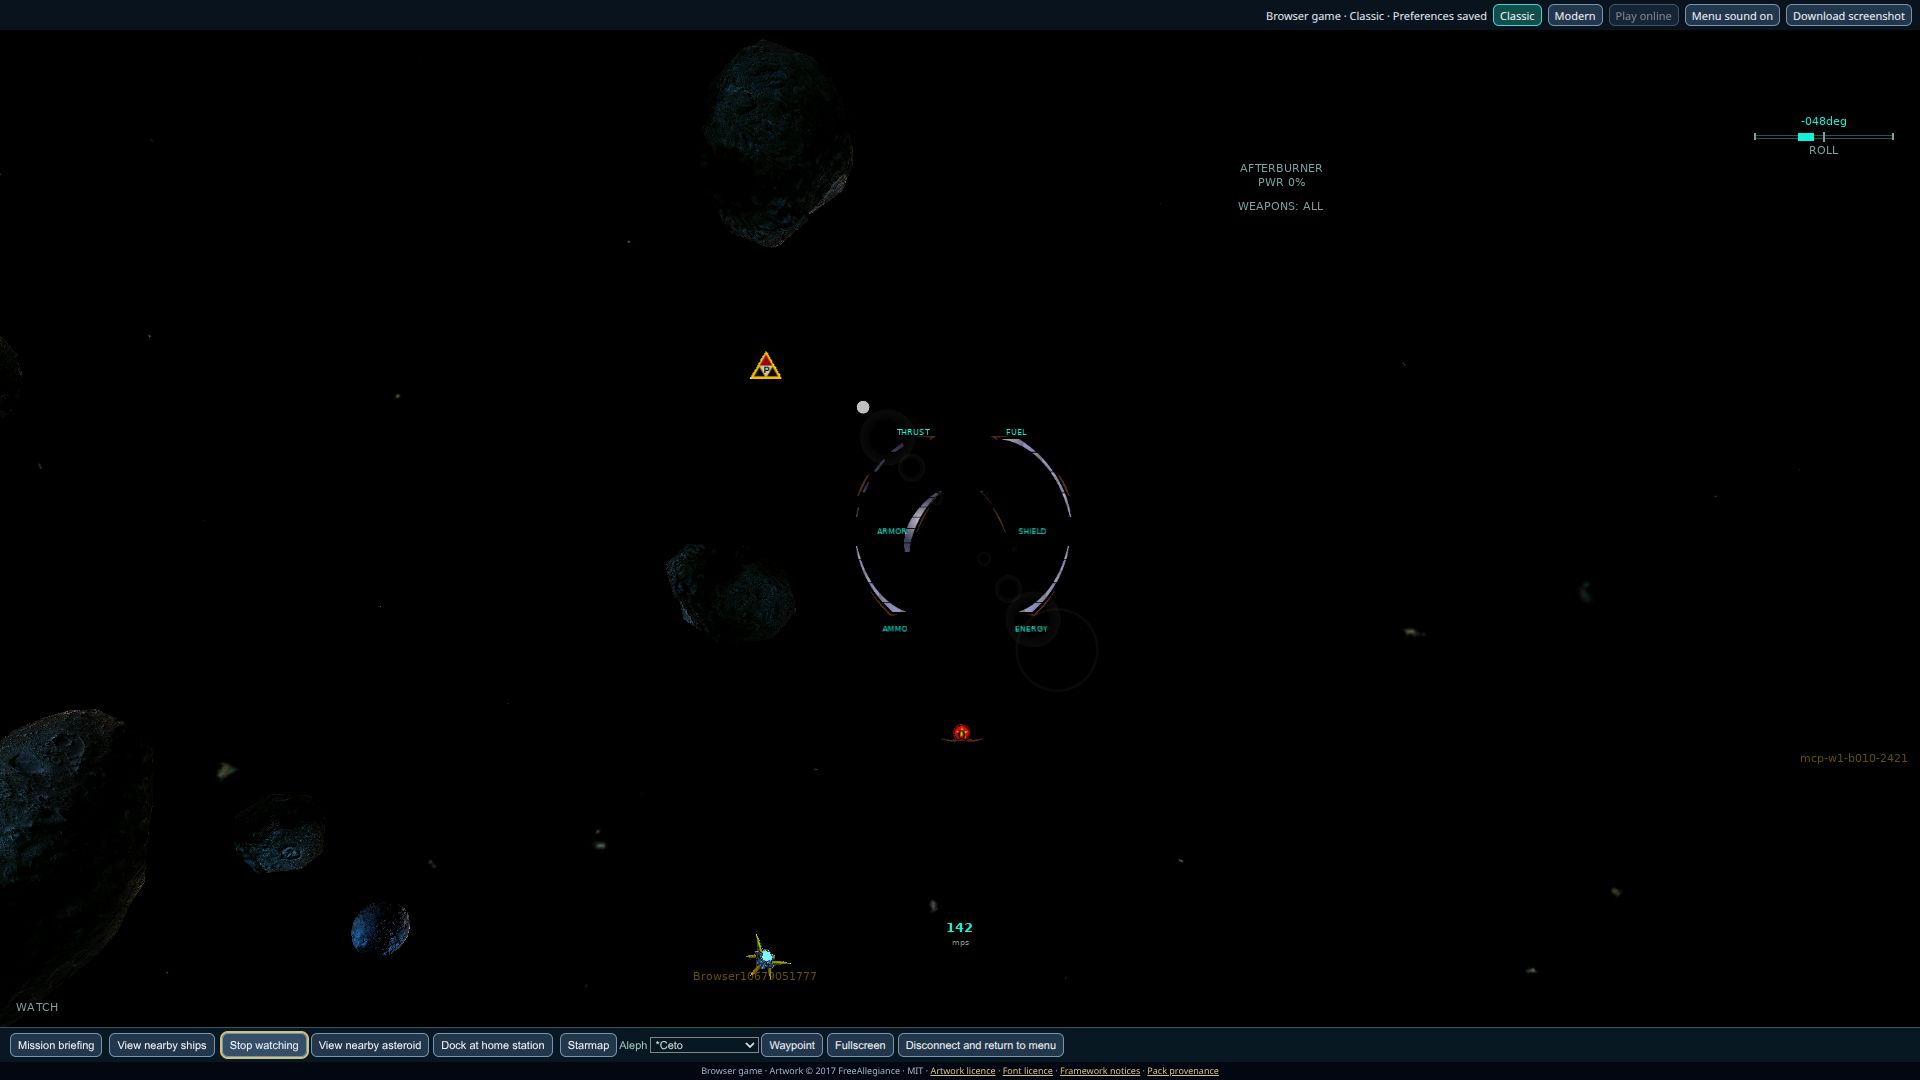 Browser game · Classic · Preferences saved
Classic
Modern
Play online
Menu sound on
Download screenshot
-048deg
ROLL
AFTERBURNER
PWR 0%
WEAPONS: ALL
P
THRUST
FUEL
ARMOR
SHIELD
AMMO
ENERGY
mcp-w1-b010-2421
142
mps
Browser10679051777
WATCH
Mission briefing
View nearby ships
Stop watching
View nearby asteroid
Dock at home station
Starmap
Aleph
*Ceto
Waypoint
Fullscreen
Disconnect and return to menu
Browser game · Artwork © 2017 FreeAllegiance · MIT · Artwork licence · Font licence · Framework notices · Pack provenance